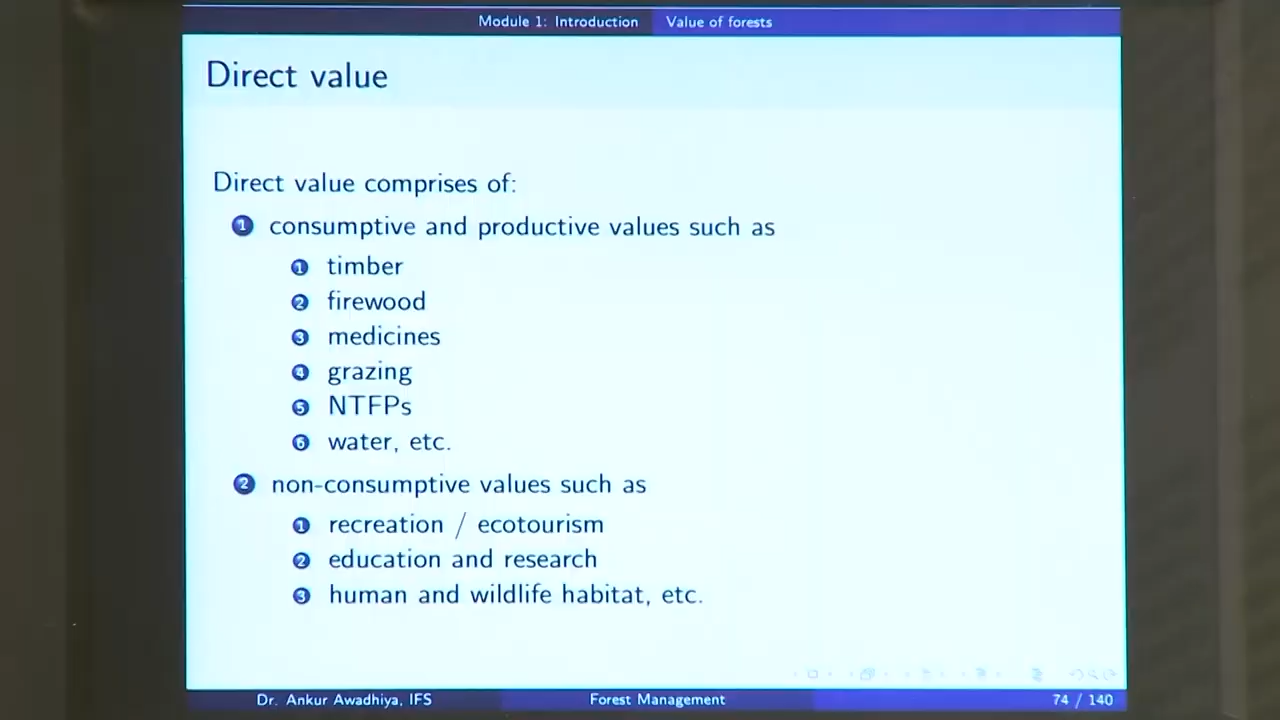 Module 1: Introduction Value of forests
Direct value
Direct value comprises of:
1 consumptive and productive values such as
1 timber
2 firewood
3 medicines
4 grazing
5 NTFPs
6 water, etc.
2 non-consumptive values such as
1 recreation / ecotourism
2 education and research
3 human and wildlife habitat, etc.
Dr. Ankur Awadhiya, IFS Forest Management 74 / 140